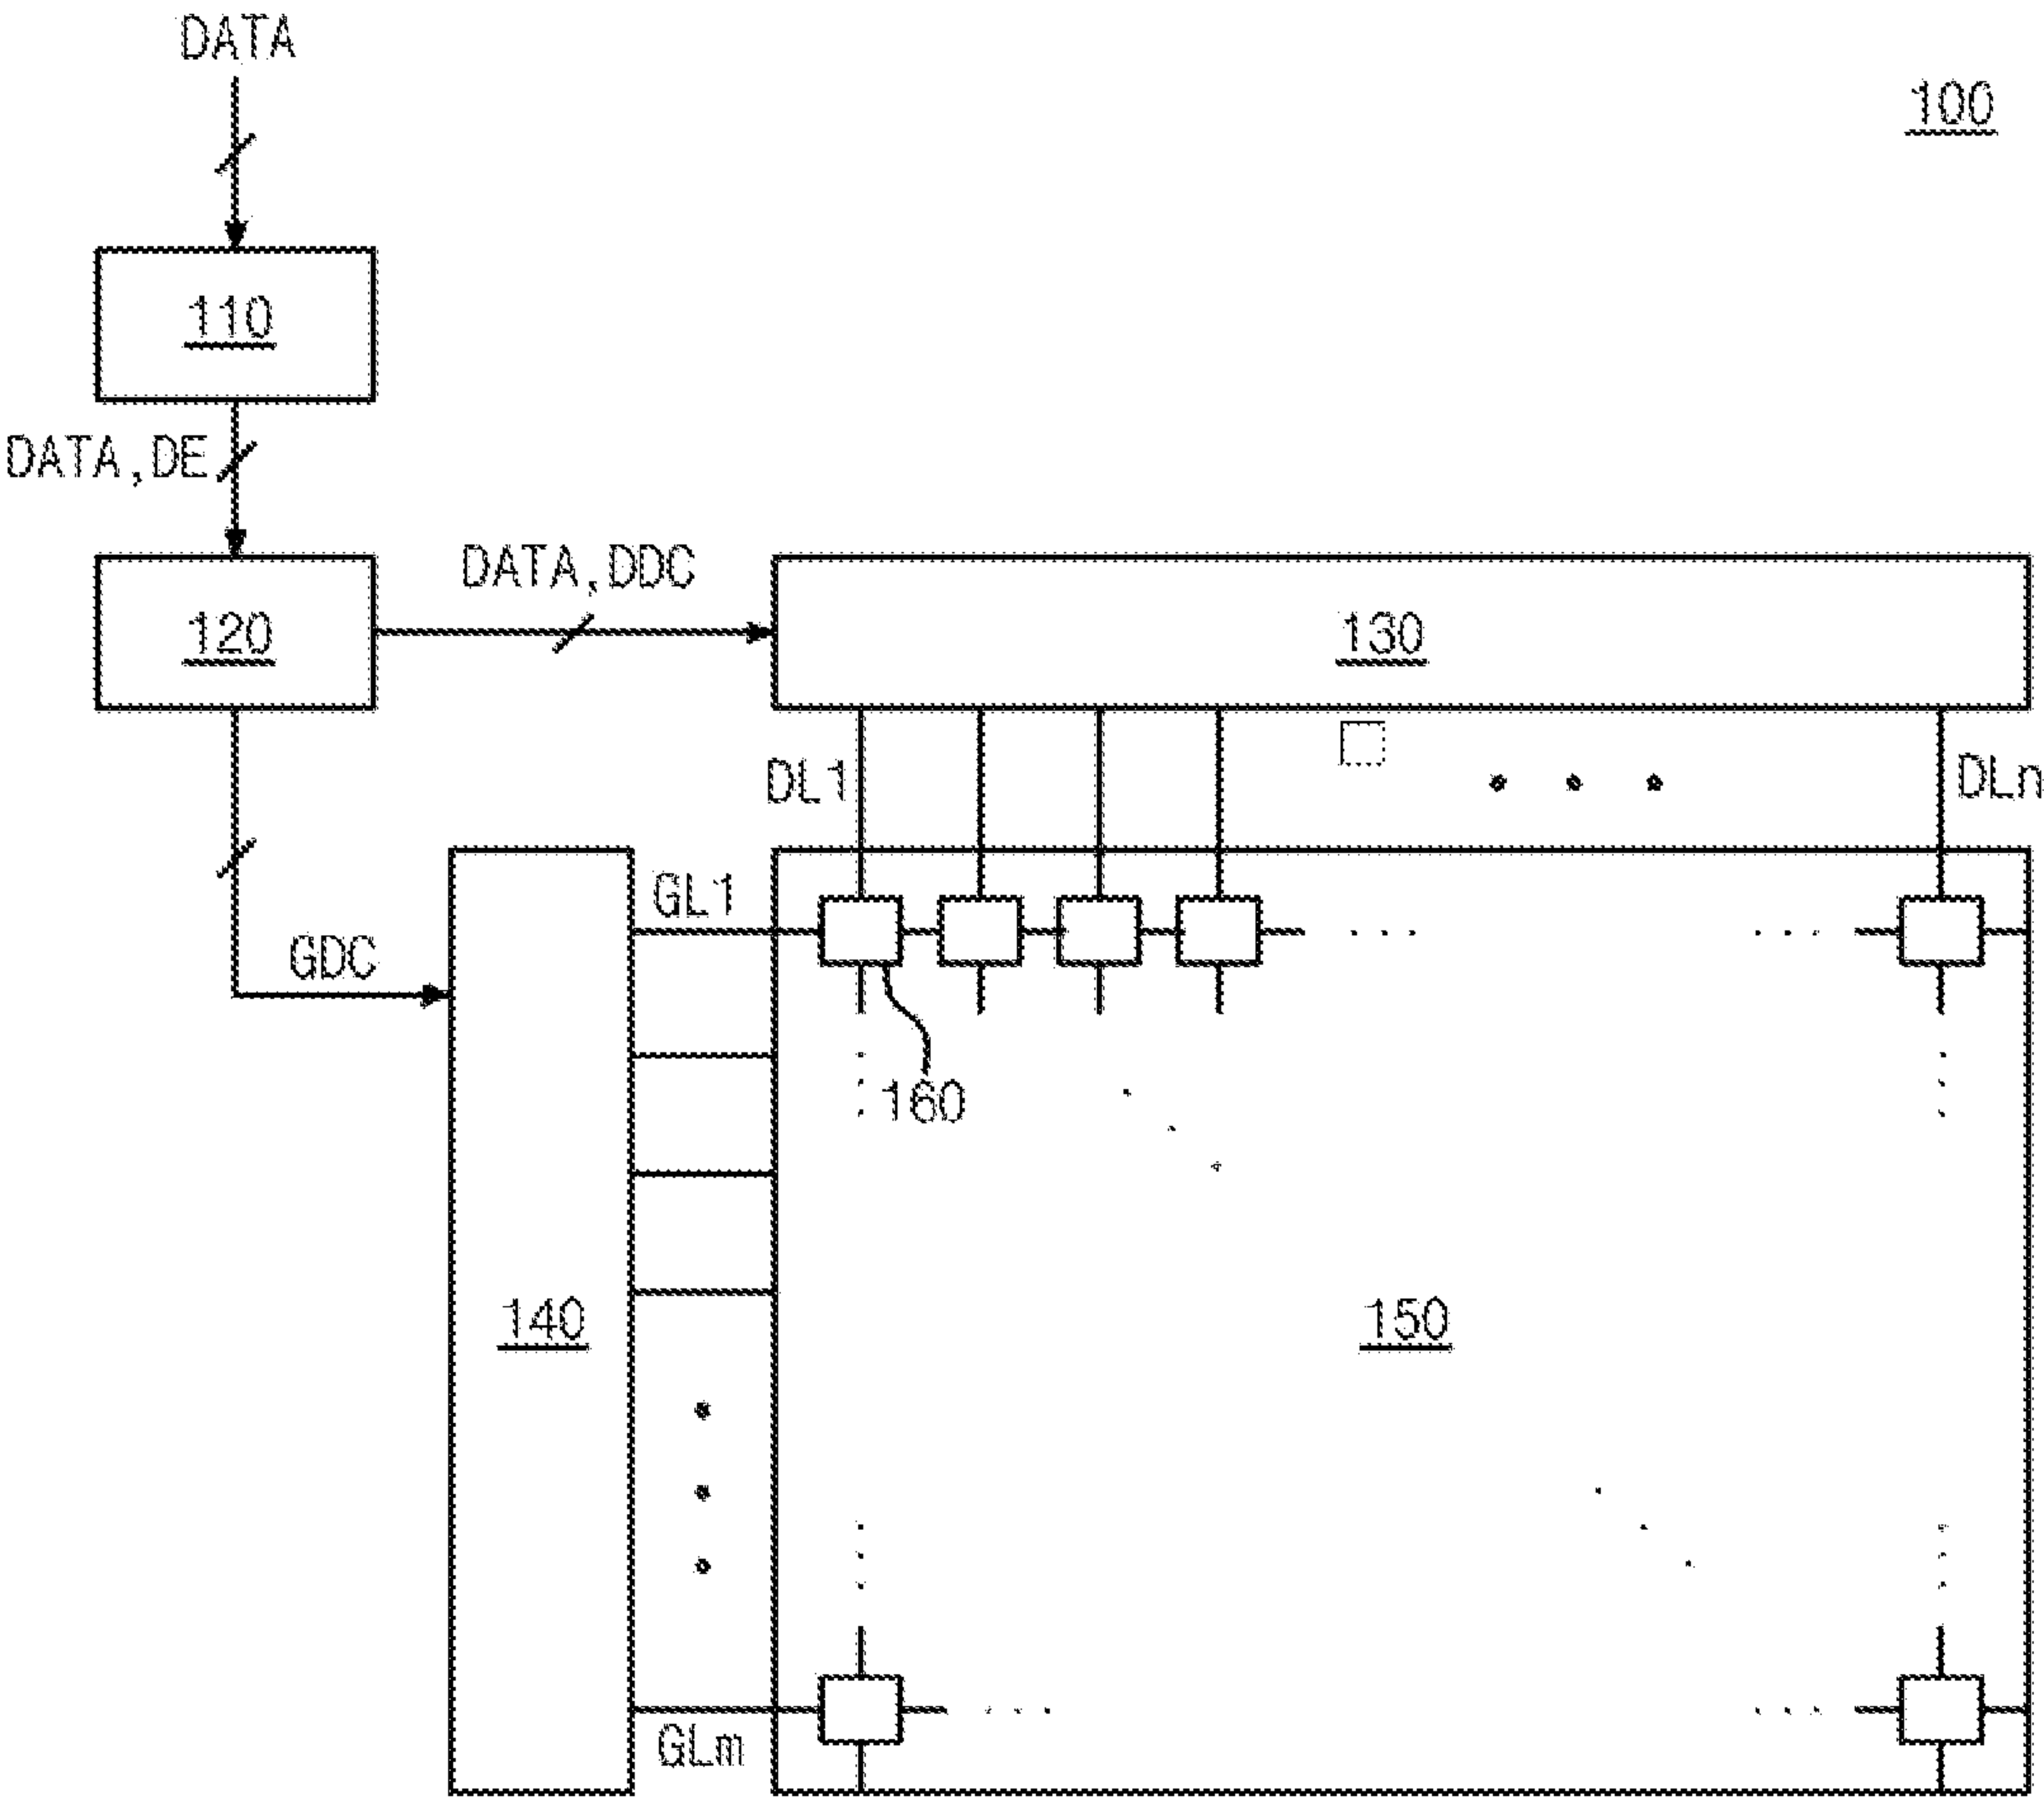 DATA
100
110
DATA,DE
120
DATA,DDC
130
DL1
DLn
GL1
GDC
160
140
150
GLm